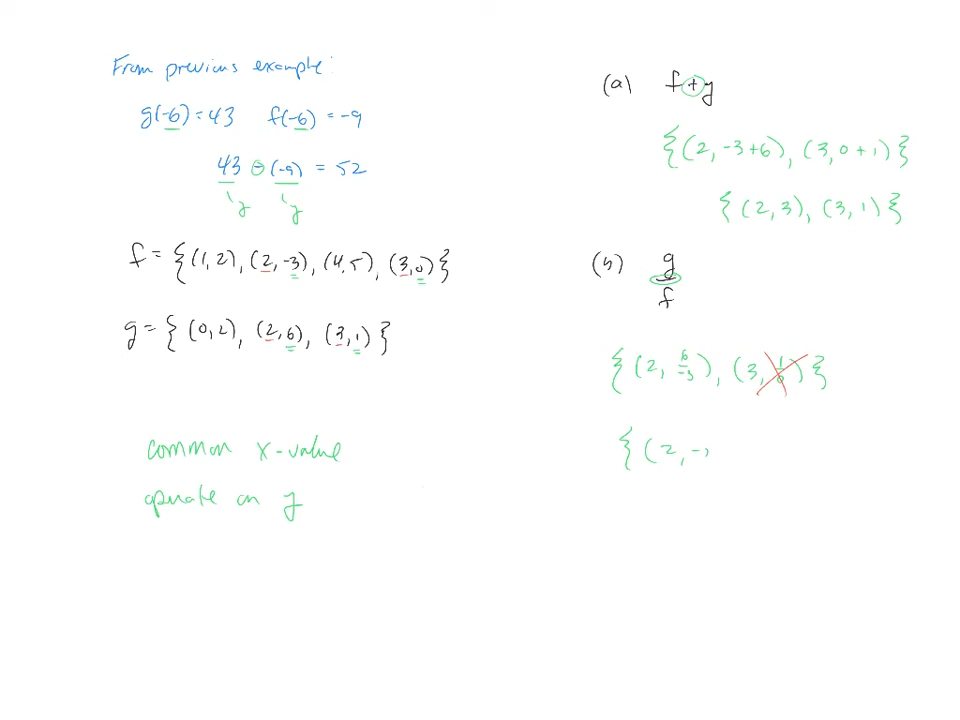 From previous example:
g(-6) = 43 f(-6) = -9
43 - (-9) = 52
y y
f = {(1, 2), (2, -3), (4, 5), (3, 0)}
g = {(0, 2), (2, 6), (3, 1)}
common x-value
operate on y
(a) f + g
{(2, -3+6), (3, 0+1)}
{(2, 3), (3, 1)}
(b) g/f
{(2, 6/-3), (3, 1/0)}
{(2, -